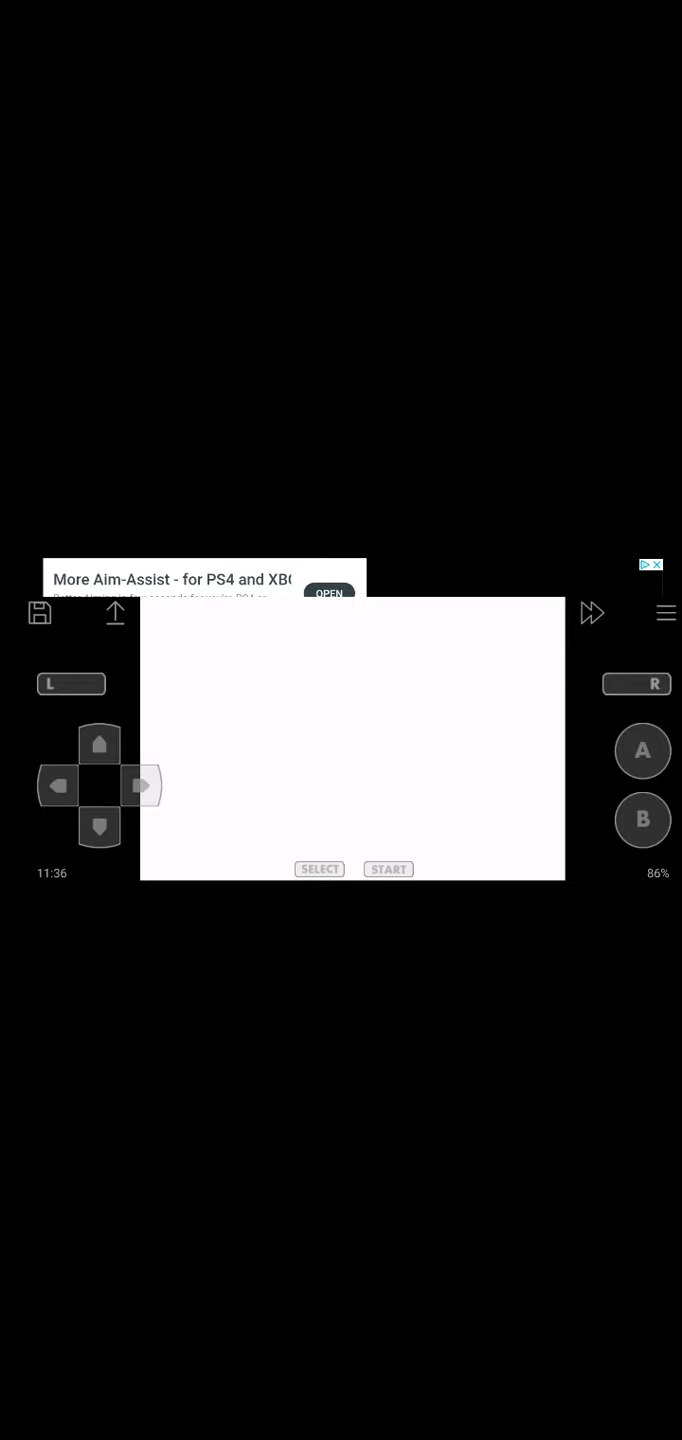 More Aim-Assist - for PS4 and XB
OPEN
L
R
A
B
SELECT START
11:36
86%